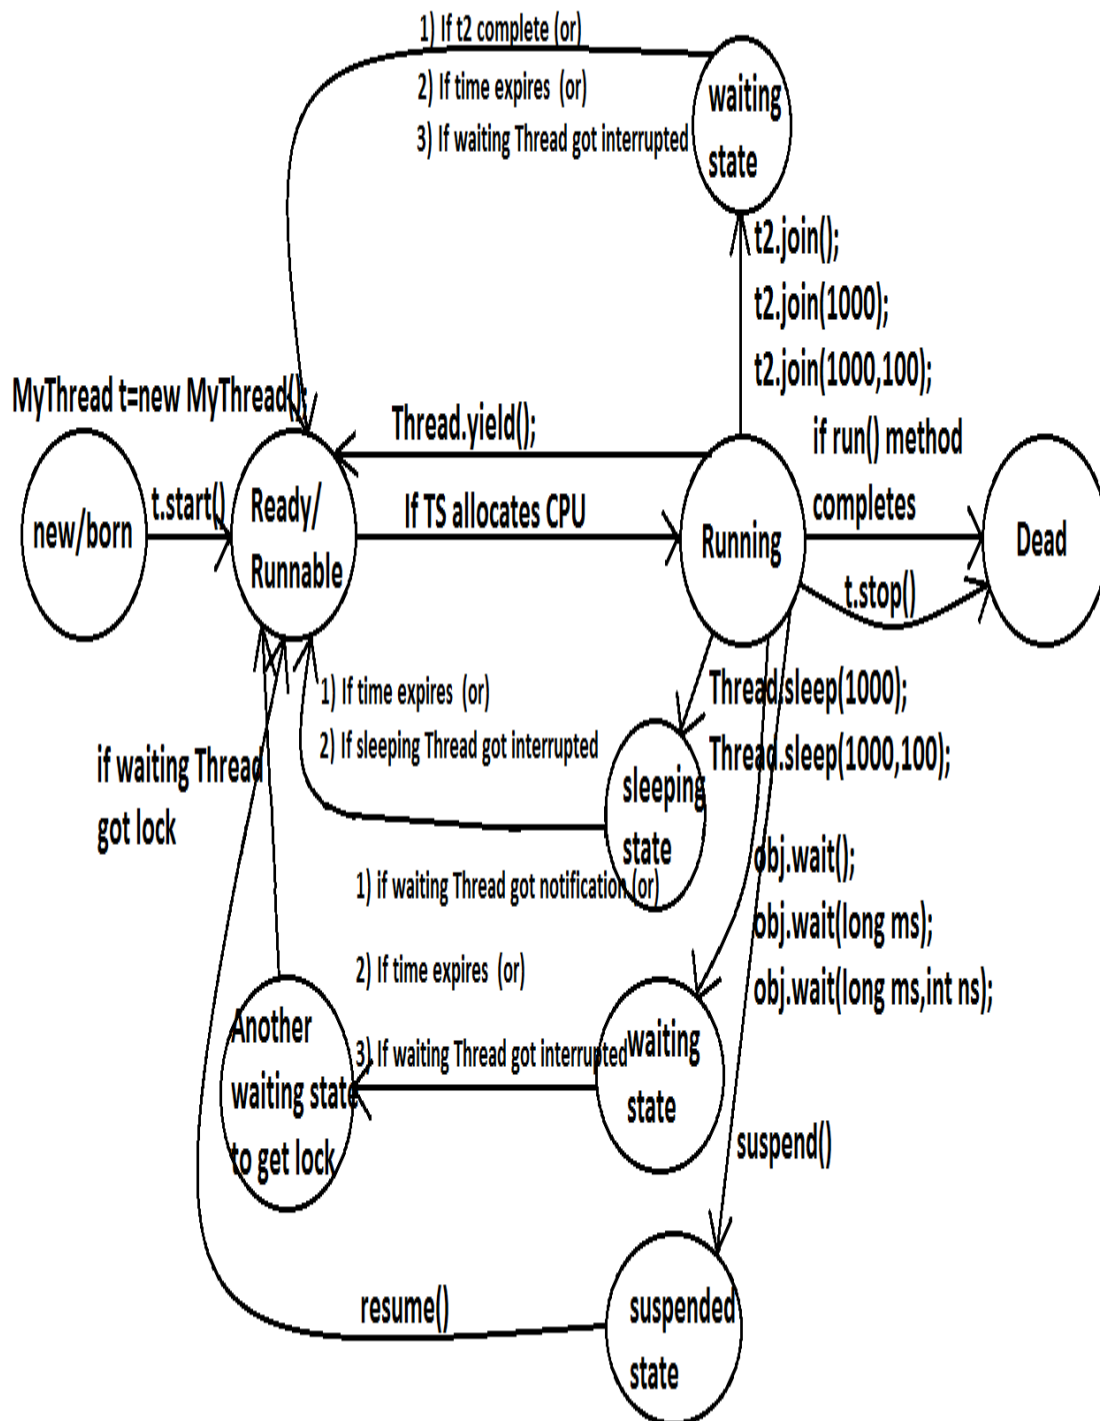 1) If t2 complete (or)
2) If time expires (or)
3) If waiting Thread got interrupted
waiting
state
t2.join();
t2.join(1000);
t2.join(1000,100);
MyThread t=new MyThread();
t.start()
new/born
Ready/
Runnable
Thread.yield();
If TS allocates CPU
Running
if run() method
completes
t.stop()
Dead
Thread.sleep(1000);
Thread.sleep(1000,100);
1) If time expires (or)
2) If sleeping Thread got interrupted
sleeping
state
if waiting Thread
got lock
obj.wait();
obj.wait(long ms);
obj.wait(long ms,int ns);
1) if waiting Thread got notification (or)
2) If time expires (or)
3) If waiting Thread got interrupted
waiting
state
Another
waiting state
to get lock
suspend()
resume()
suspended
state